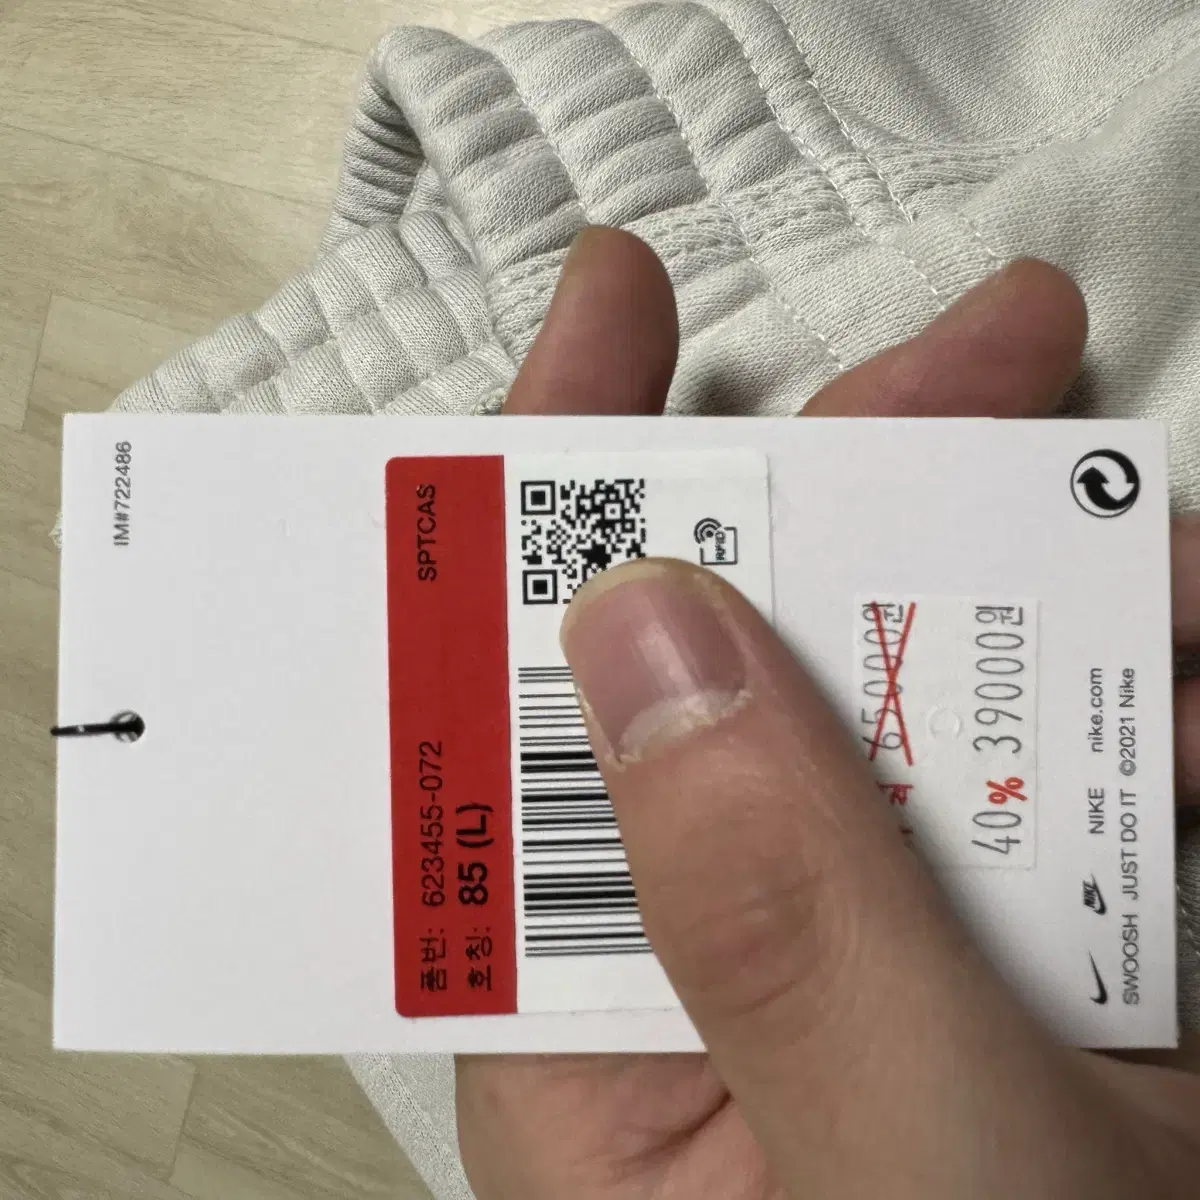 IM#722486
SPTCAS
품번: 623455-072
호칭: 85 (L)
RFID
65000원
40% 39000원
NIKE nike.com
SWOOSH JUST DO IT ©2021 Nike